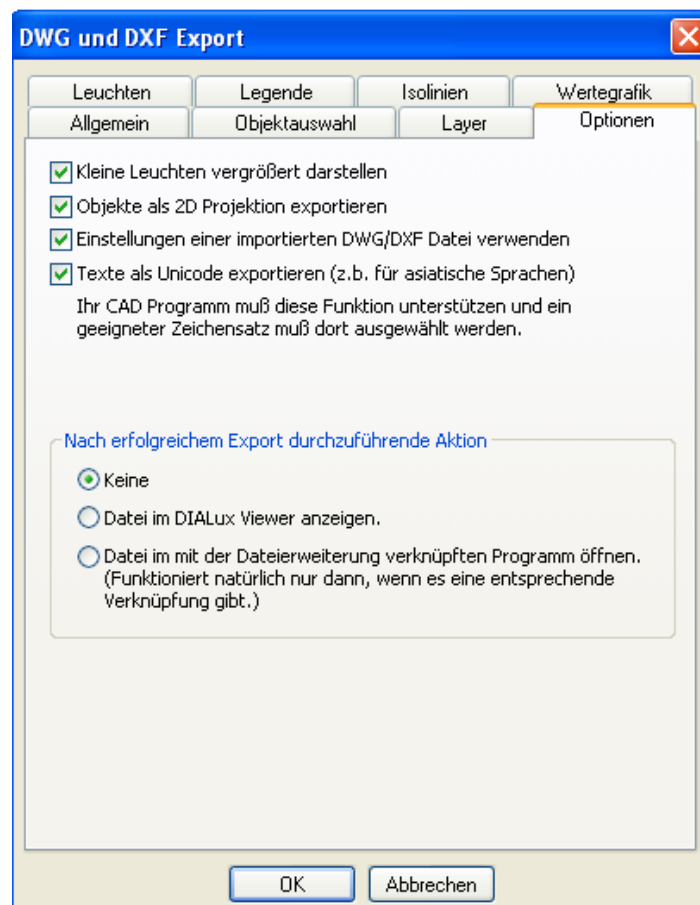 DWG und DXF Export
Leuchten
Legende
Isolinien
Wertegrafik
Allgemein
Objektauswahl
Layer
Optionen
Kleine Leuchten vergrößert darstellen
Objekte als 2D Projektion exportieren
Einstellungen einer importierten DWG/DXF Datei verwenden
Texte als Unicode exportieren (z.b. für asiatische Sprachen)
Ihr CAD Programm muß diese Funktion unterstützen und ein
geeigneter Zeichensatz muß dort ausgewählt werden.
Nach erfolgreichem Export durchzuführende Aktion
Keine
Datei im DIALux Viewer anzeigen.
Datei im mit der Dateierweiterung verknüpften Programm öffnen.
(Funktioniert natürlich nur dann, wenn es eine entsprechende
Verknüpfung gibt.)
OK
Abbrechen